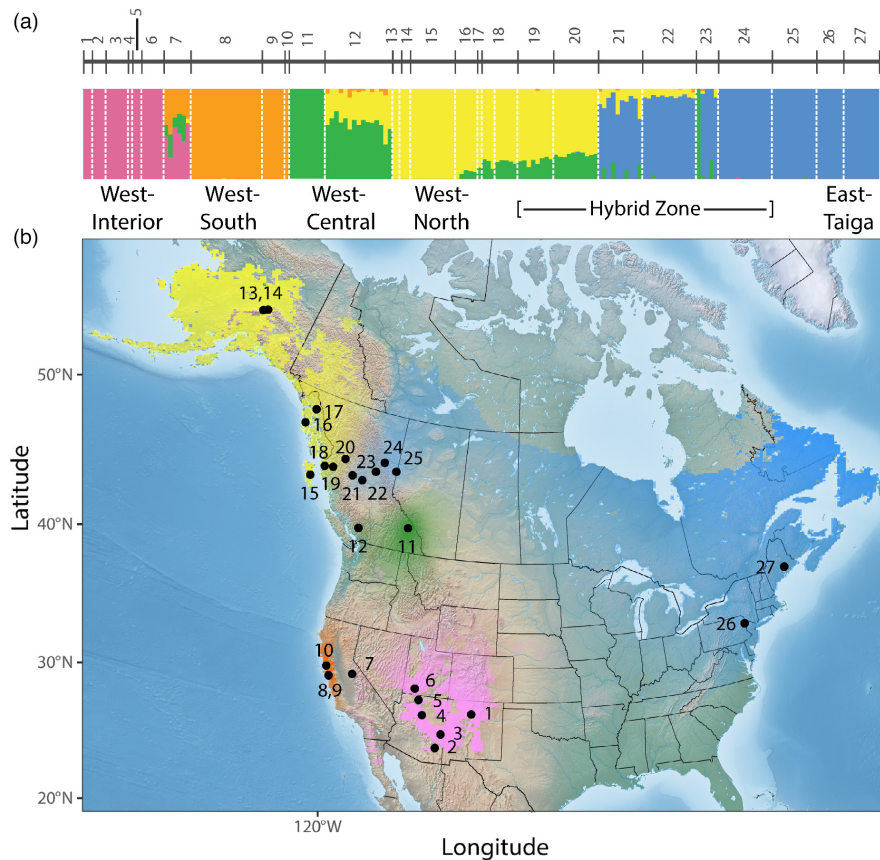 (a)
5
1 2 3 4 6 7 8 9 10 11 12 13 14 15 16 17 18 19 20 21 22 23 24 25 26 27
West- West- West- West- [ Hybrid Zone ] East-
Interior South Central North Taiga
(b)
13,14
50°N
17
16
18 20 24
23 25
15 19 21 22
40°N
12 11
27
26
30°N
10 7
8,9 6
5
4 1
3
2
20°N
120°W
Latitude
Longitude